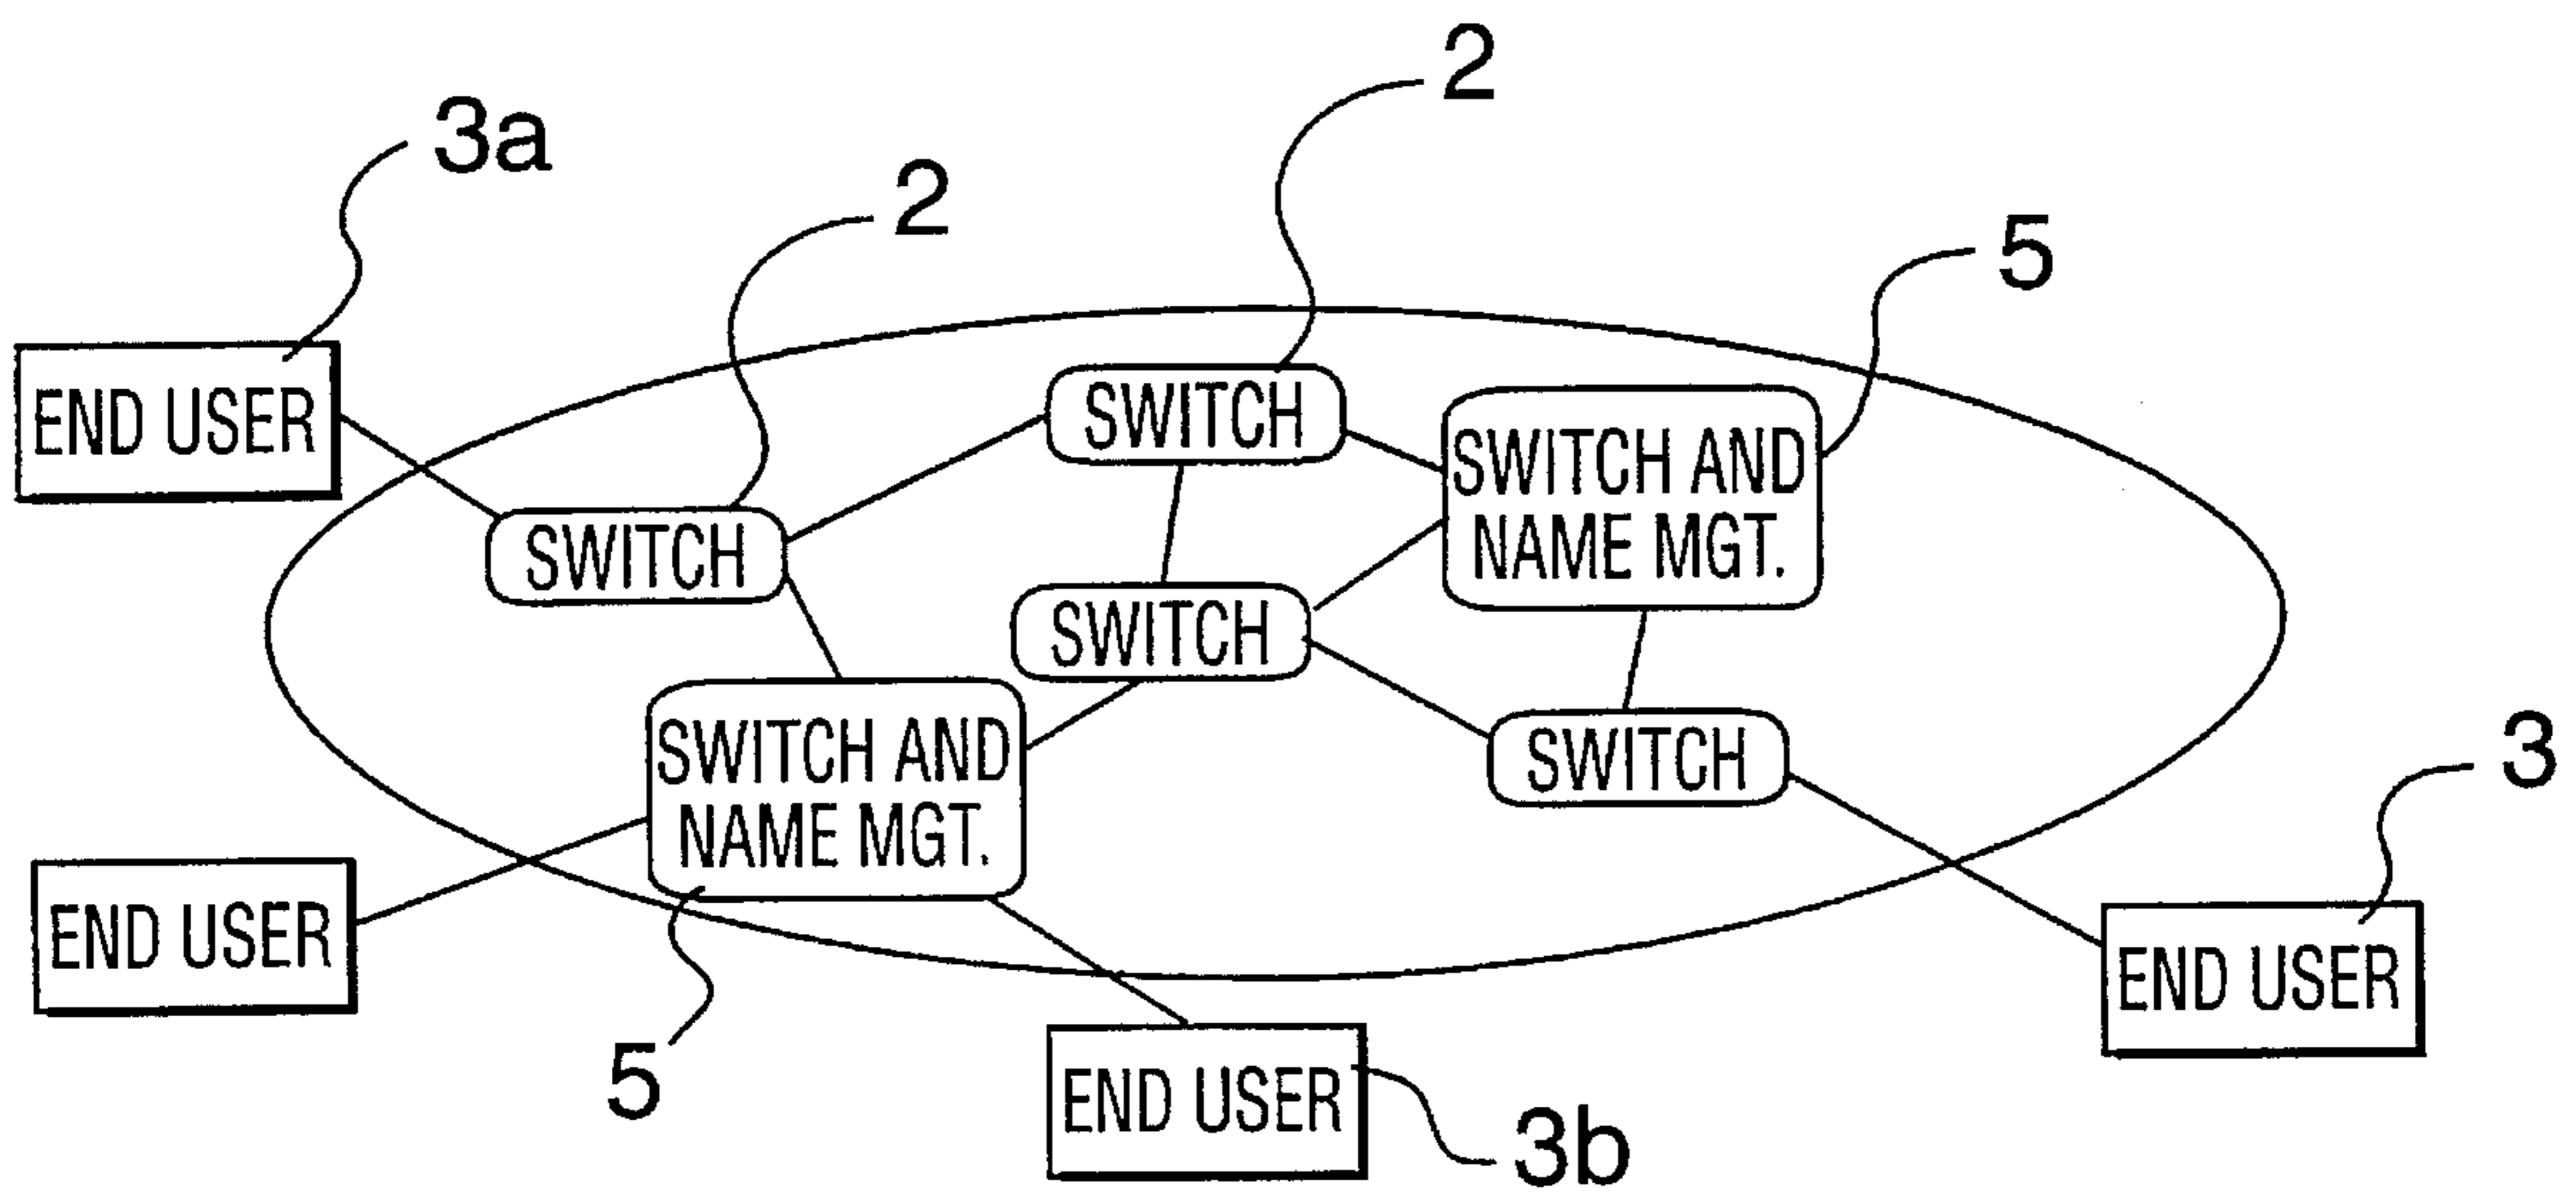 2
3a
2
5
END USER
SWITCH
SWITCH AND
NAME MGT.
SWITCH
SWITCH
SWITCH AND
NAME MGT.
SWITCH
3
END USER
END USER
5
END USER
3b